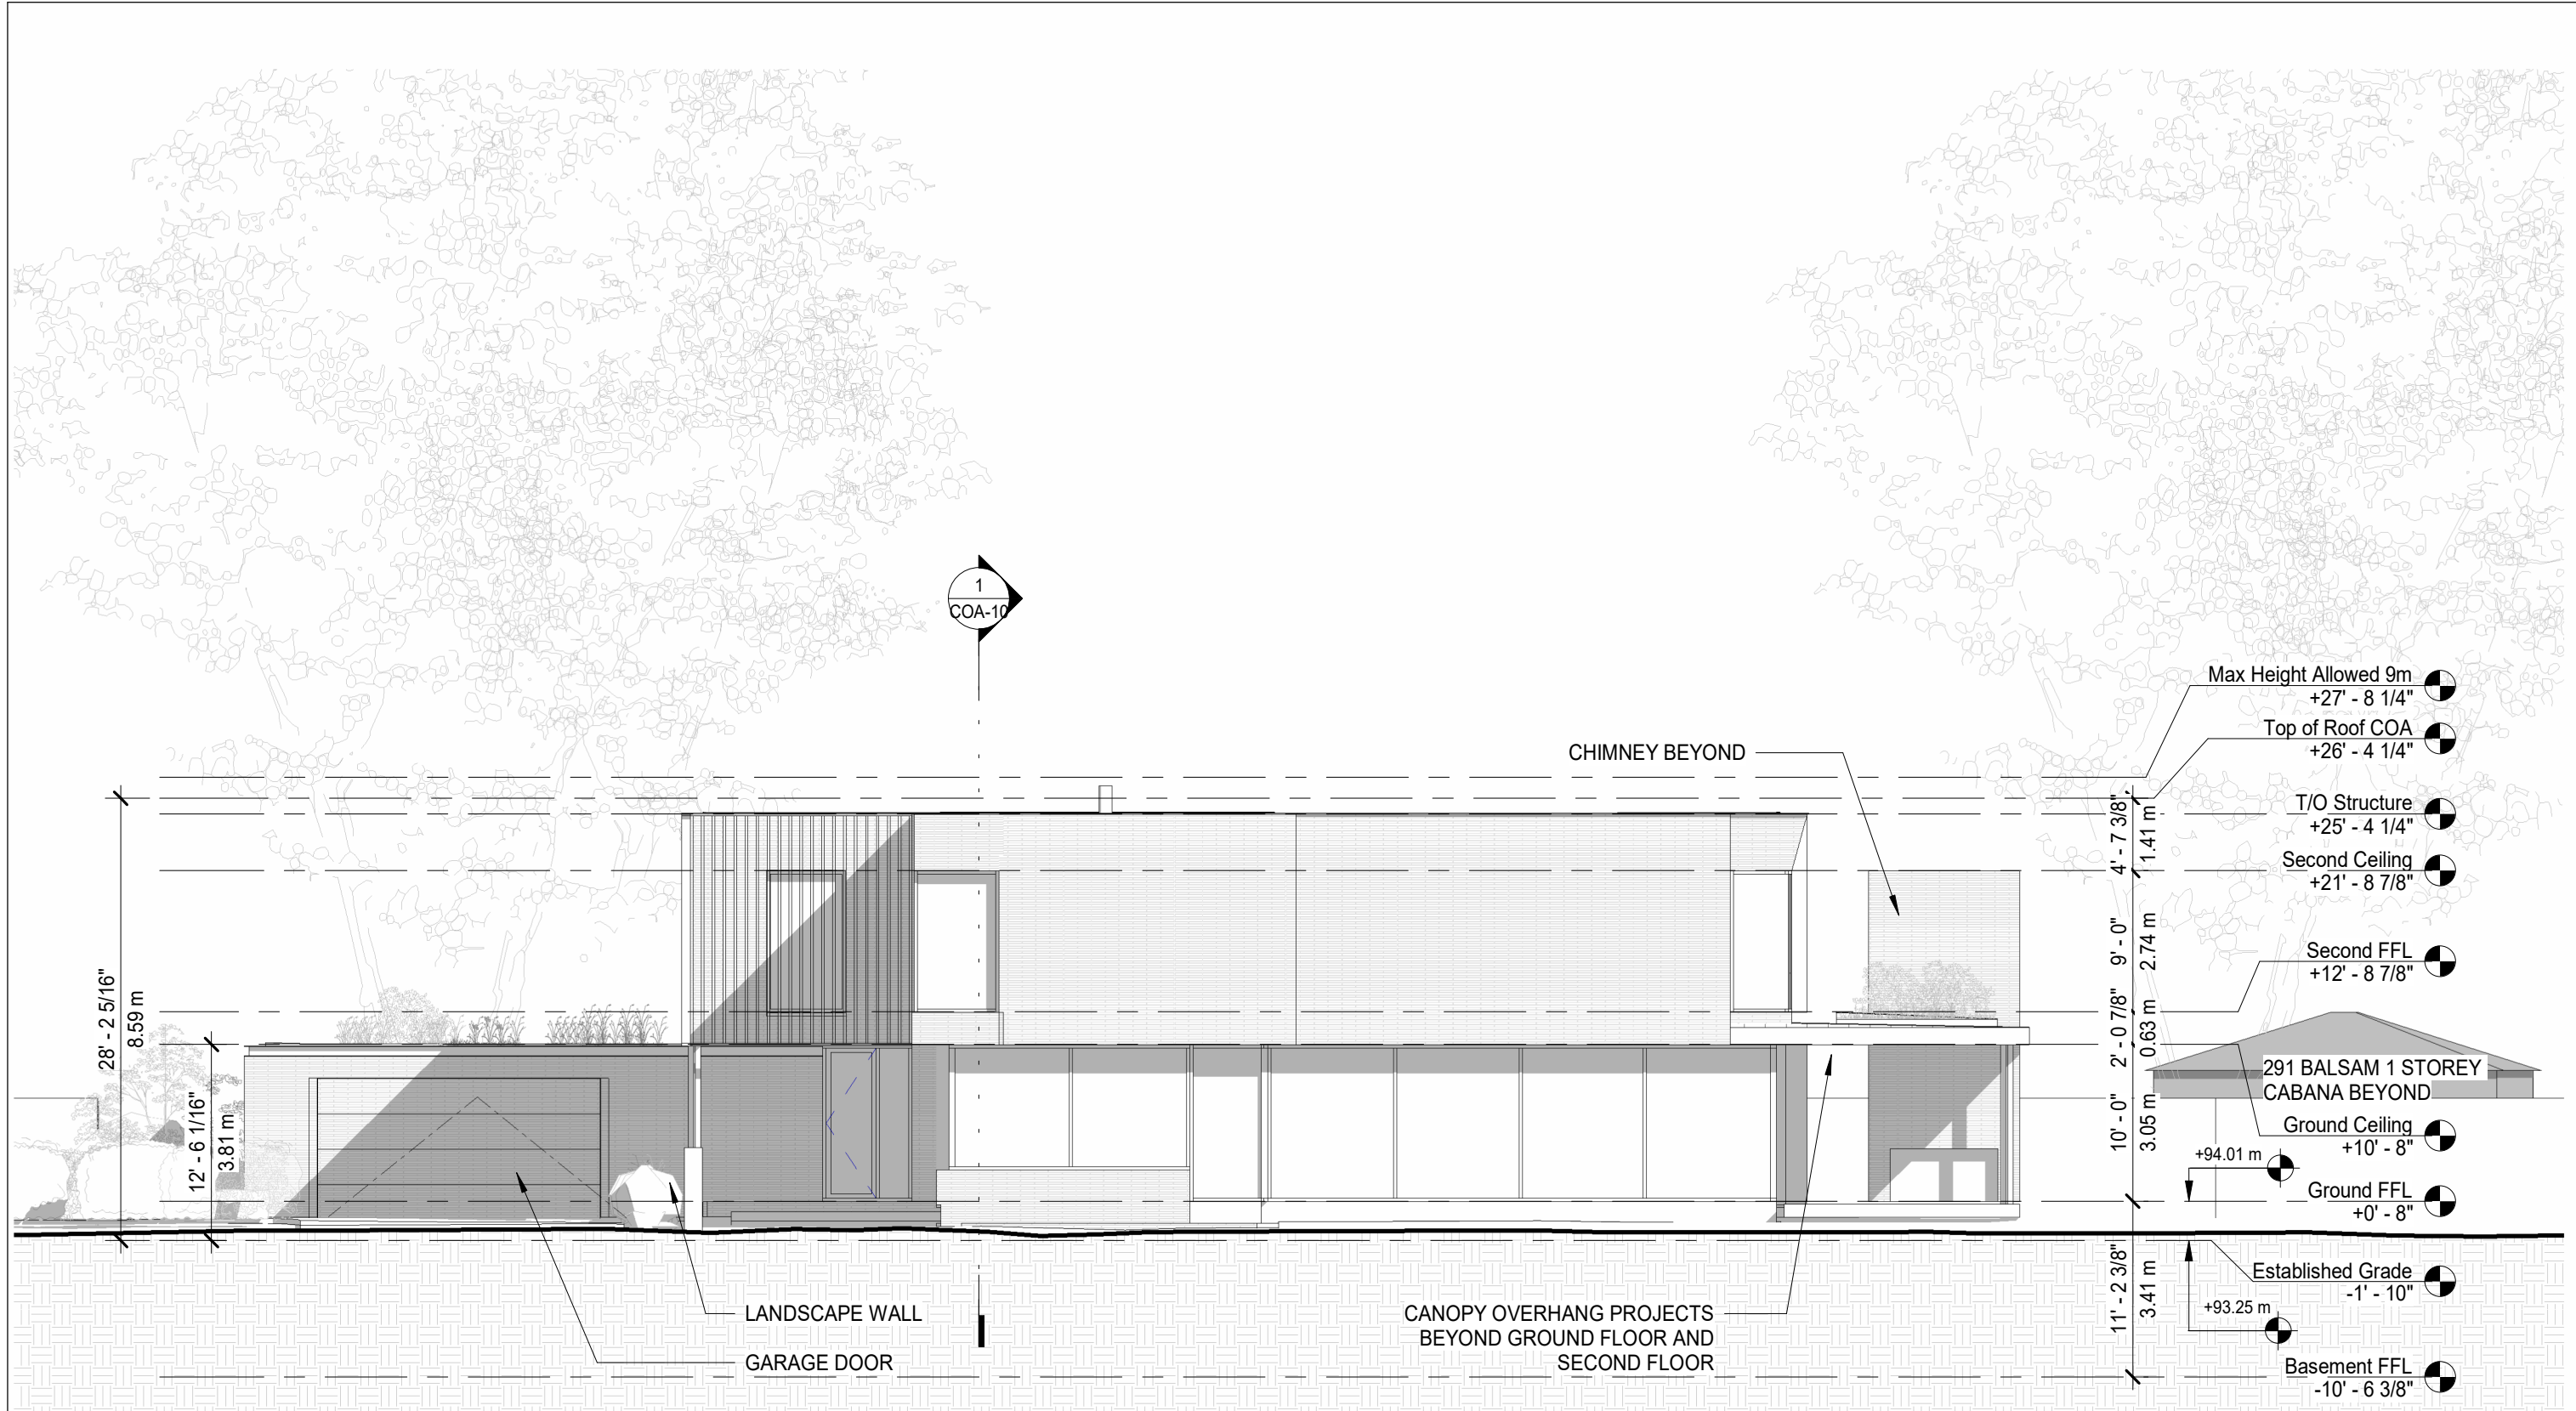 1
COA-10
Max Height Allowed 9m
+27' - 8 1/4"
Top of Roof COA
+26' - 4 1/4"
CHIMNEY BEYOND
T/O Structure
+25' - 4 1/4"
4' - 7 3/8"
1.41 m
Second Ceiling
+21' - 8 7/8"
9' - 0"
2.74 m
Second FFL
+12' - 8 7/8"
28' - 2 5/16"
8.59 m
2' - 0 7/8"
0.63 m
291 BALSAM 1 STOREY
CABANA BEYOND
12' - 6 1/16"
3.81 m
10' - 0"
3.05 m
Ground Ceiling
+10' - 8"
+94.01 m
Ground FFL
+0' - 8"
11' - 2 3/8"
3.41 m
Established Grade
-1' - 10"
+93.25 m
LANDSCAPE WALL
GARAGE DOOR
CANOPY OVERHANG PROJECTS
BEYOND GROUND FLOOR AND
SECOND FLOOR
Basement FFL
-10' - 6 3/8"